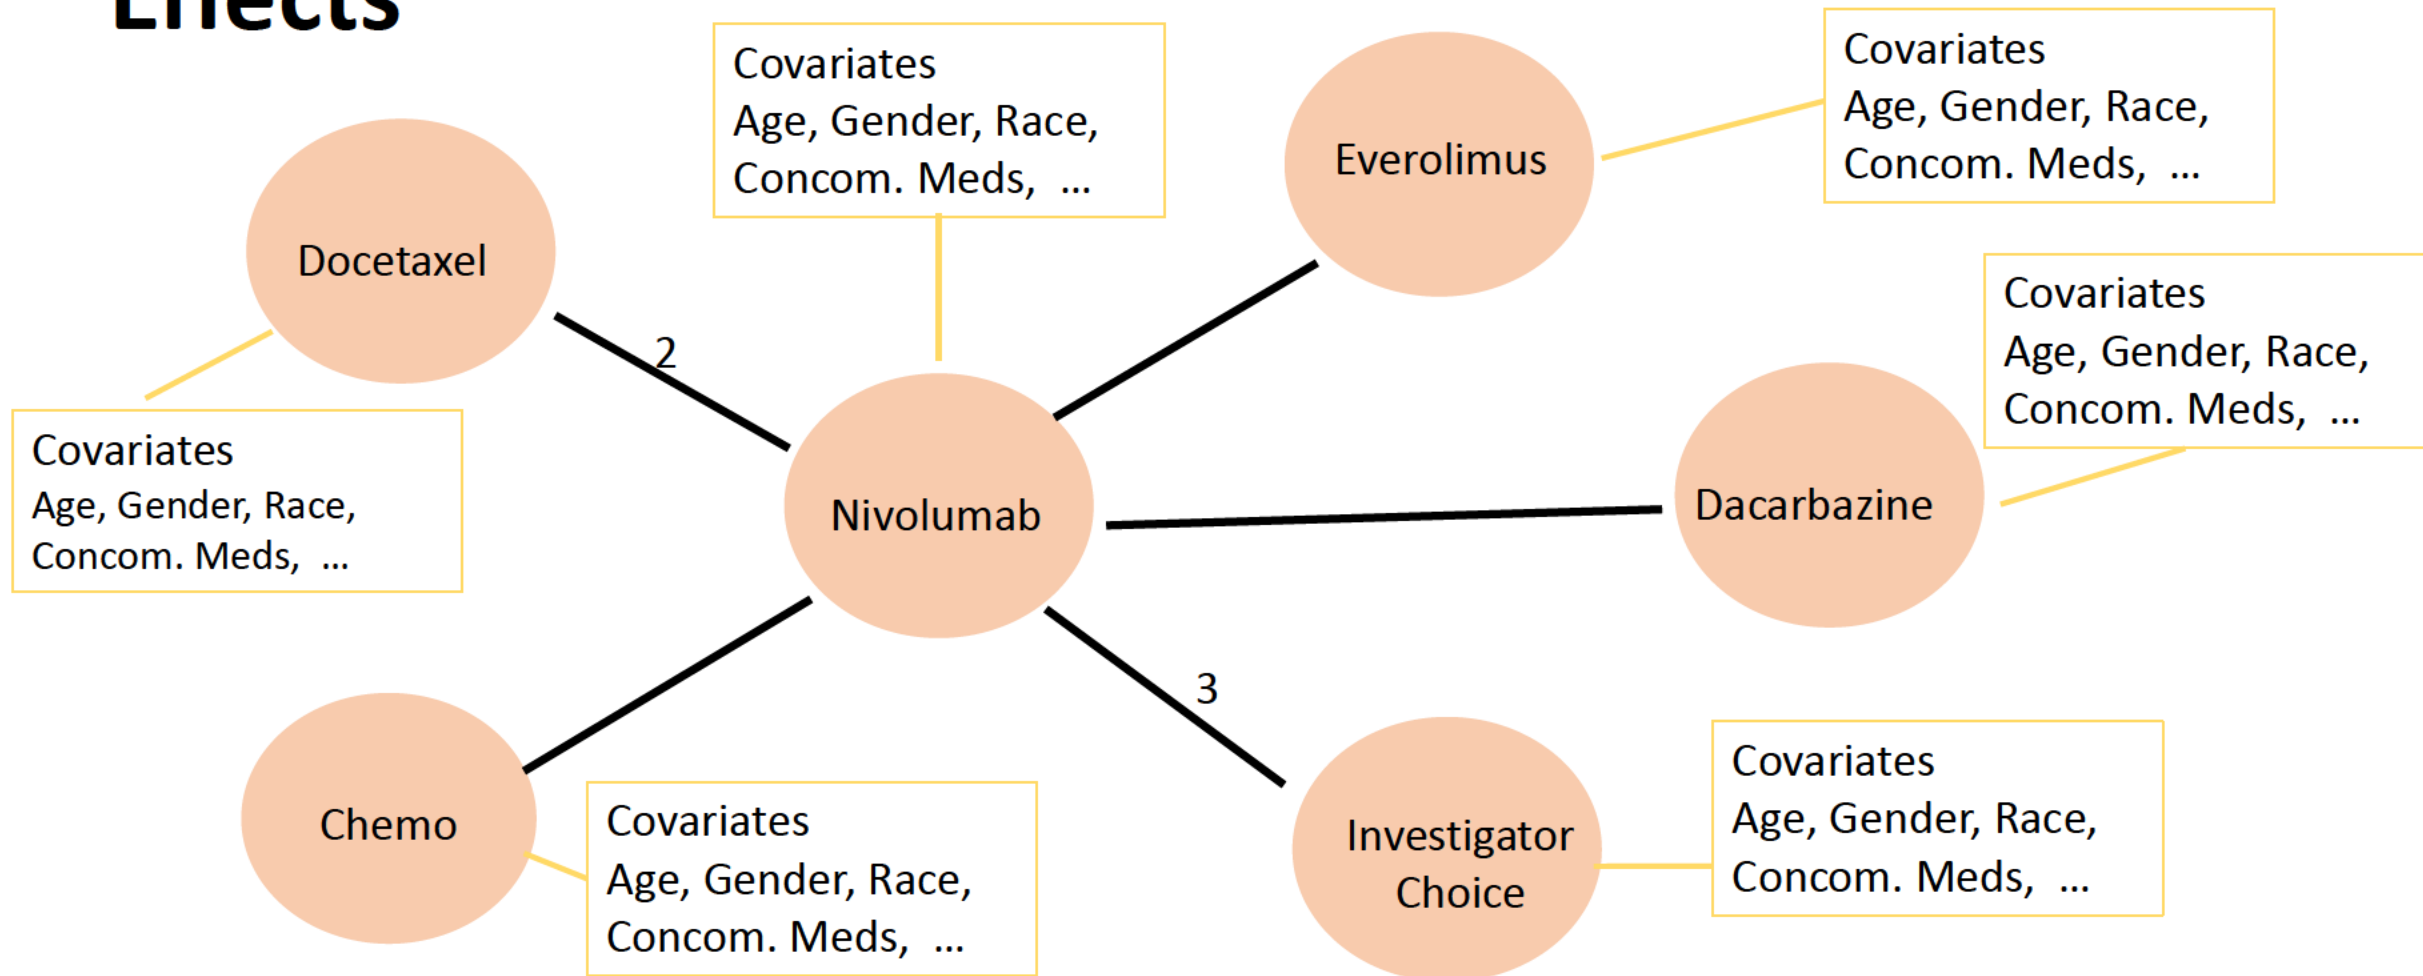 Effects
Covariates
Age, Gender, Race,
Concom. Meds, ...
Covariates
Age, Gender, Race,
Concom. Meds, ...
Everolimus
Docetaxel
Covariates
Age, Gender, Race,
Concom. Meds, ...
2
Covariates
Age, Gender, Race,
Concom. Meds, ...
Nivolumab
Dacarbazine
3
Chemo
Covariates
Age, Gender, Race,
Concom. Meds, ...
Investigator
Choice
Covariates
Age, Gender, Race,
Concom. Meds, ...